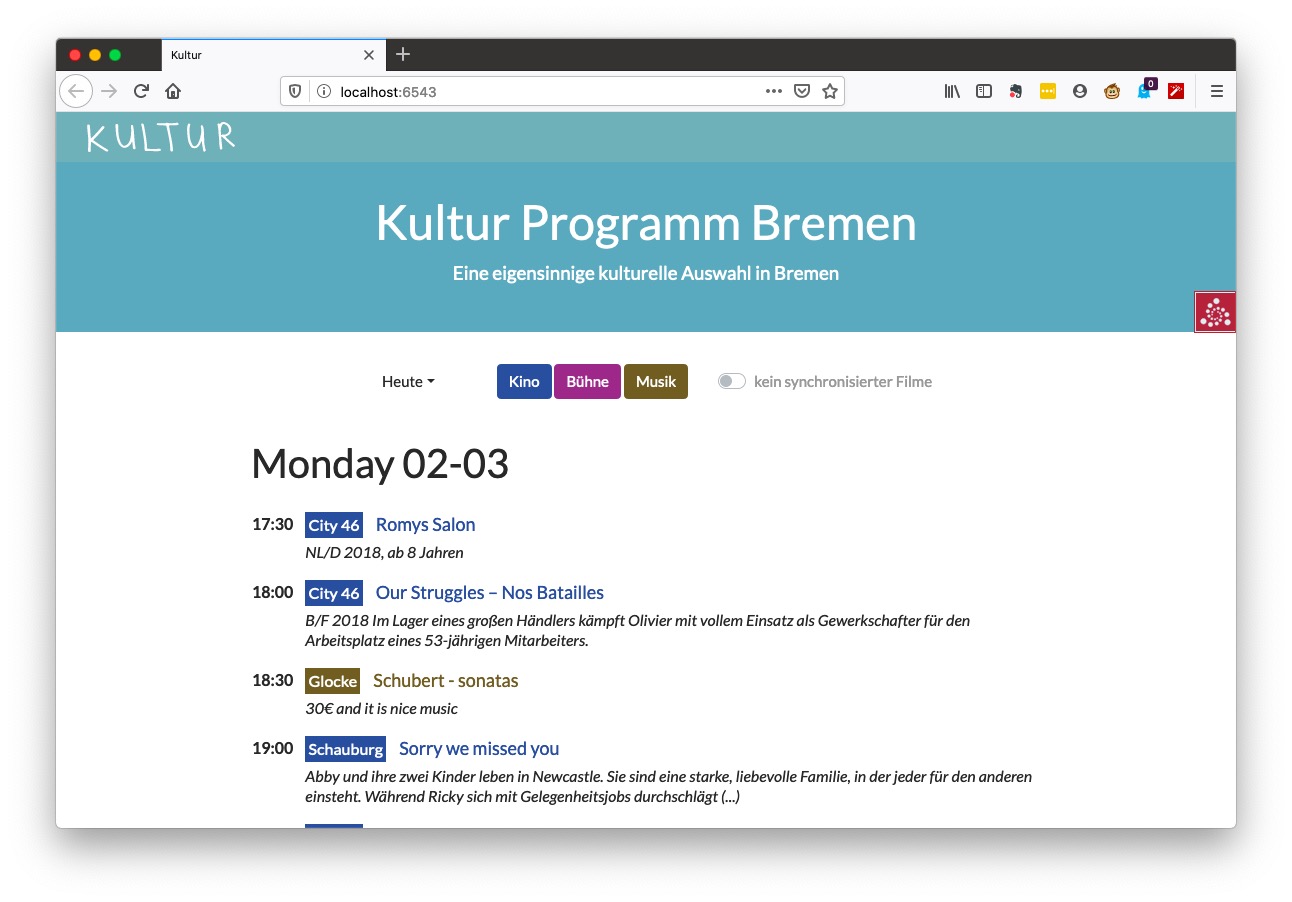 Kultur
localhost:6543
0
KULTUR
Kultur Programm Bremen
Eine eigensinnige kulturelle Auswahl in Bremen
Heute Kino Bühne Musik kein synchronisierter Filme
Monday 02-03
17:30 City 46 Romys Salon
NL/D 2018, ab 8 Jahren
18:00 City 46 Our Struggles – Nos Batailles
B/F 2018 Im Lager eines großen Händlers kämpft Olivier mit vollem Einsatz als Gewerkschafter für den
Arbeitsplatz eines 53-jährigen Mitarbeiters.
18:30 Glocke Schubert - sonatas
30€ and it is nice music
19:00 Schauburg Sorry we missed you
Abby und ihre zwei Kinder leben in Newcastle. Sie sind eine starke, liebevolle Familie, in der jeder für den anderen
einsteht. Während Ricky sich mit Gelegenheitsjobs durchschlägt (...)